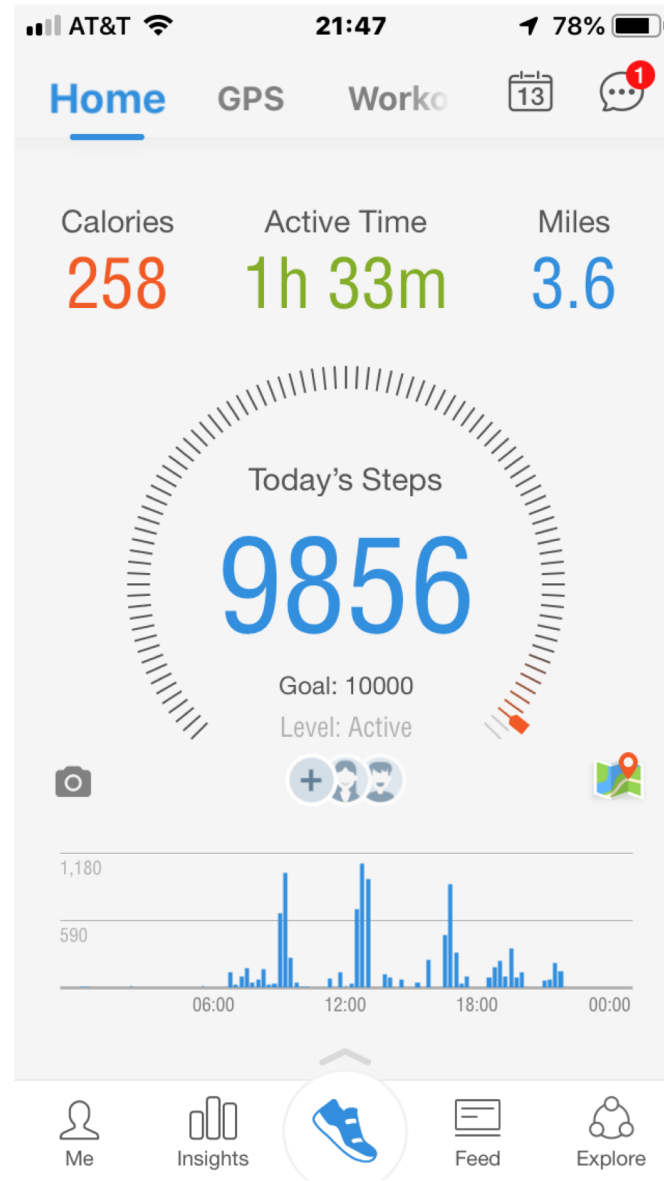 AT&T 21:47 78%
Home GPS Worko 13 1
Calories Active Time Miles
258 1h 33m 3.6
Today's Steps
9856
Goal: 10000
Level: Active
1,180
590
06:00 12:00 18:00 00:00
Me Insights Feed Explore